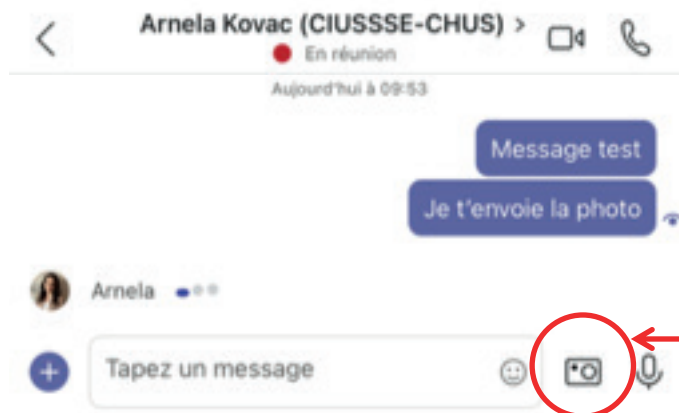 Arnela Kovac (CIUSSSE-CHUS) >
En réunion
Aujourd'hui à 09:53
Message test
Je t'envoie la photo
Arnela
Tapez un message